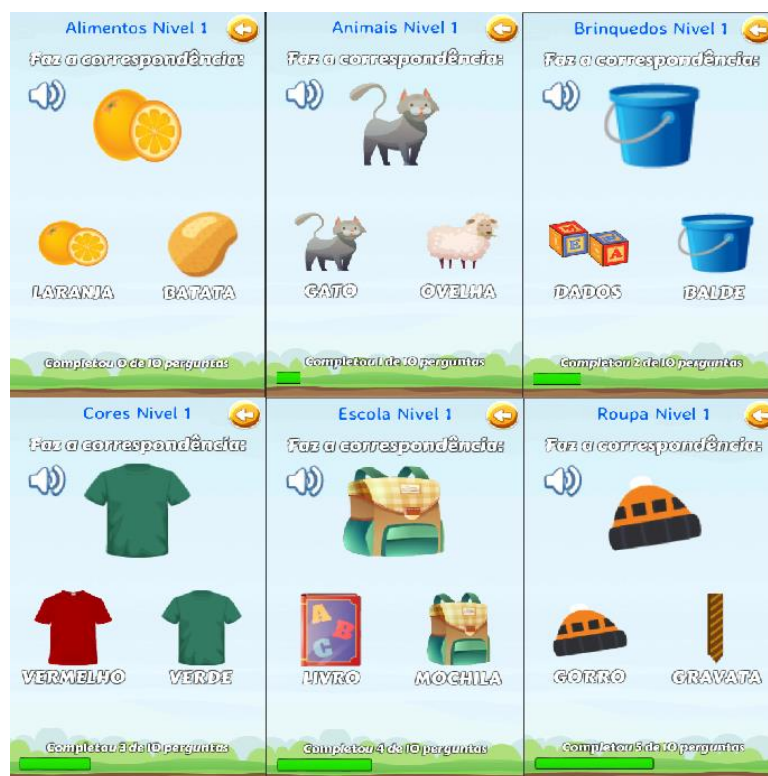 Alimentos Nivel 1
Faz a correspondência:
LARANJA
BATATA
Completou 0 de 10 perguntas
Animais Nivel 1
Faz a correspondência:
GATO
OVELHA
Completou 1 de 10 perguntas
Brinquedos Nivel 1
Faz a correspondência:
E
A
DADOS
BALDE
Completou 2 de 10 perguntas
Cores Nivel 1
Faz a correspondência:
VERMELHO
VERDE
Completou 3 de 10 perguntas
Escola Nivel 1
Faz a correspondência:
A
B
C
LIVRO
MOCHILA
Completou 4 de 10 perguntas
Roupa Nivel 1
Faz a correspondência:
GORRO
GRAVATA
Completou 5 de 10 perguntas